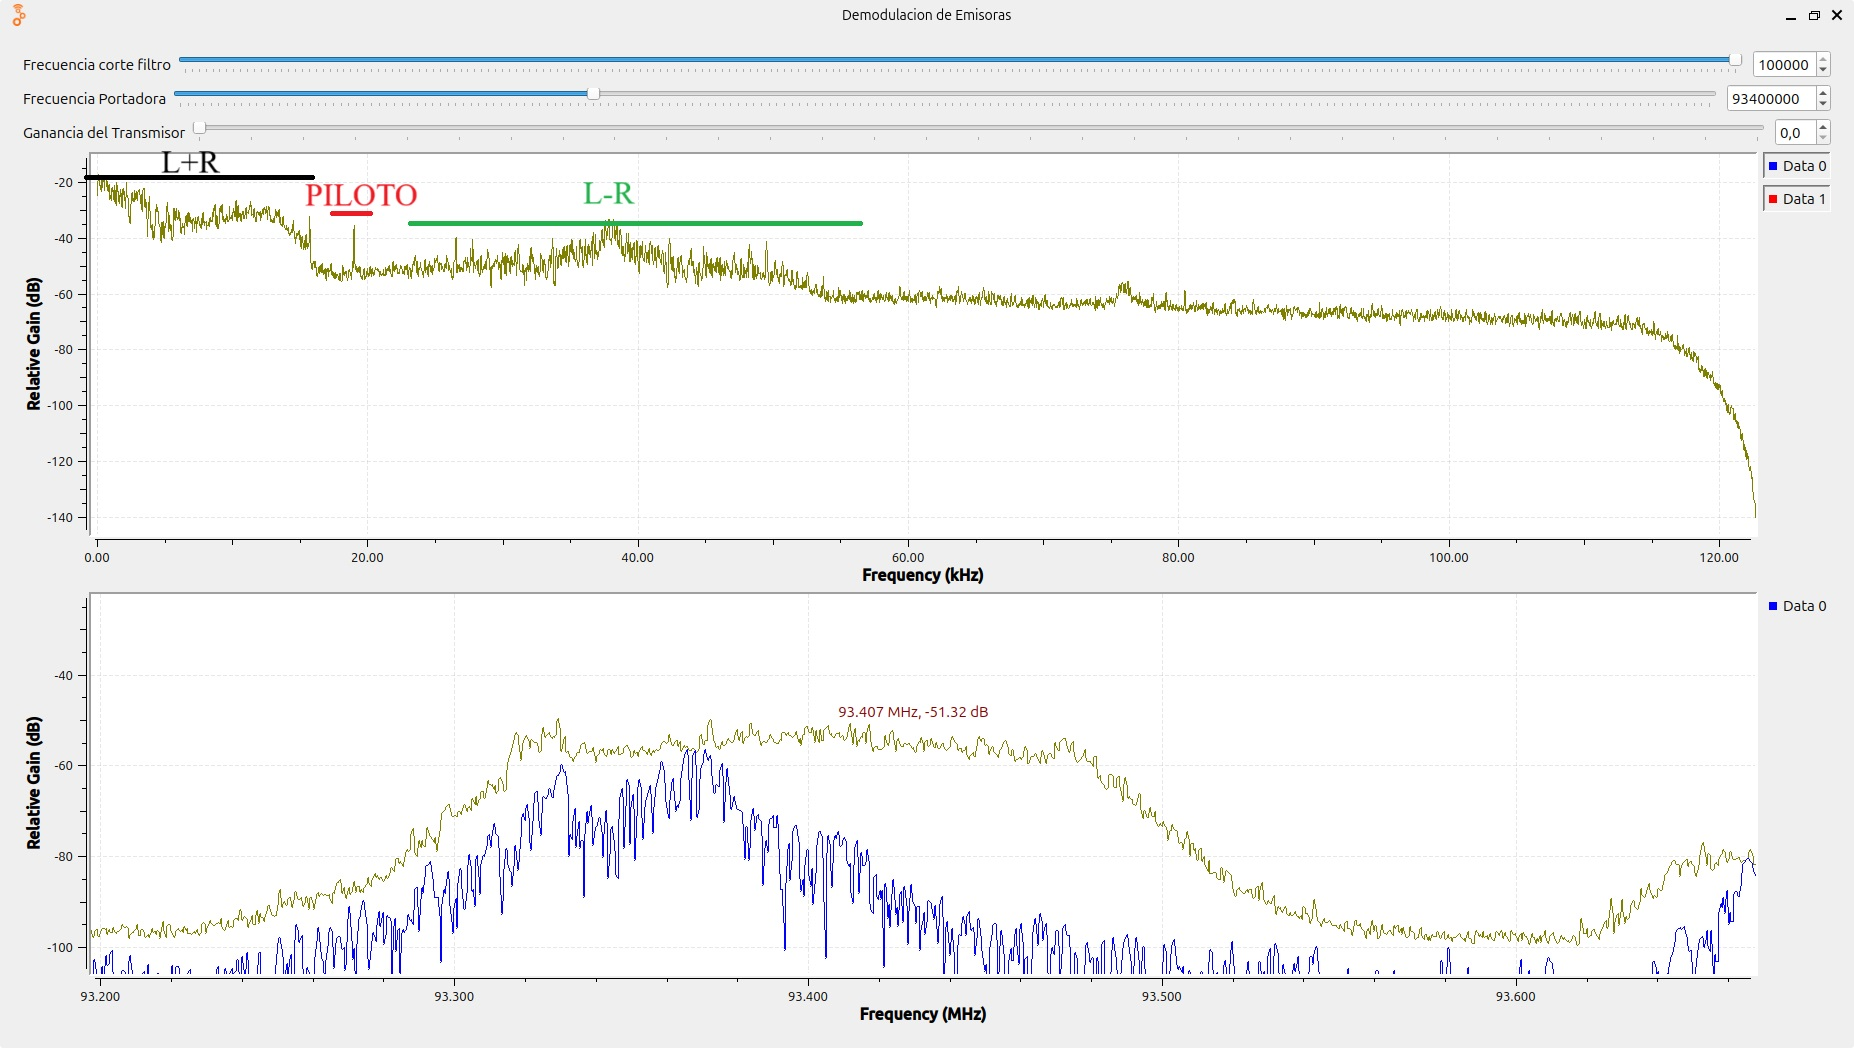 Demodulacion de Emisoras
Frecuencia corte filtro 100000
Frecuencia Portadora 93400000
Ganancia del Transmisor 0,0
L+R
PILOTO
L-R
Data 0
Data 1
Relative Gain (dB)
-20
-40
-60
-80
-100
-120
-140
0.00 20.00 40.00 60.00 80.00 100.00 120.00
Frequency (kHz)
Data 0
93.407 MHz, -51.32 dB
Relative Gain (dB)
-40
-60
-80
-100
93.200 93.300 93.400 93.500 93.600
Frequency (MHz)